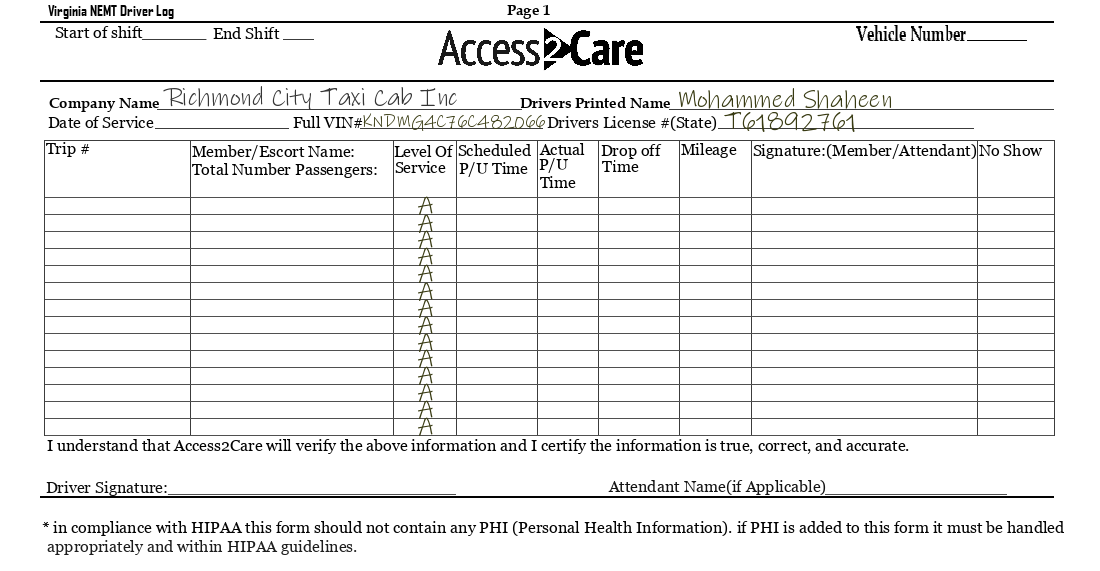 Virginia NEMT Driver Log Page 1
Start of shift________ End Shift ____ Access2Care Vehicle Number________
Company Name Richmond City Taxi Cab Inc Drivers Printed Name Mohammed Shaheen
Date of Service________ Full VIN# KNDMG4C76C482066 Drivers License #(State) T61892761
Trip # Member/Escort Name: Level Of Scheduled Actual Drop off Mileage Signature:(Member/Attendant) No Show
Total Number Passengers: Service P/U Time P/U Time
Time
A
A
A
A
A
A
A
A
A
A
A
A
A
A
I understand that Access2Care will verify the above information and I certify the information is true, correct, and accurate.
Driver Signature:________ Attendant Name(if Applicable)________
* in compliance with HIPAA this form should not contain any PHI (Personal Health Information). if PHI is added to this form it must be handled
appropriately and within HIPAA guidelines.